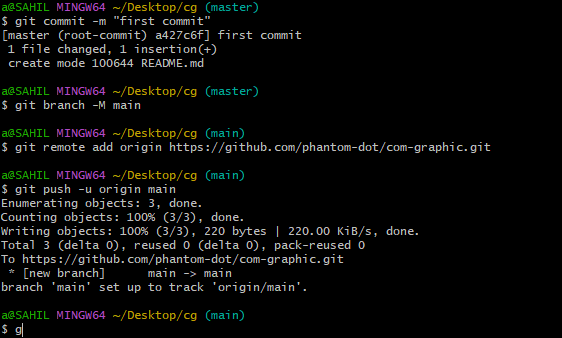 a@SAHIL MINGW64 ~/Desktop/cg (master)
$ git commit -m "first commit"
[master (root-commit) a427c6f] first commit
 1 file changed, 1 insertion(+)
 create mode 100644 README.md
a@SAHIL MINGW64 ~/Desktop/cg (master)
$ git branch -M main
a@SAHIL MINGW64 ~/Desktop/cg (main)
$ git remote add origin https://github.com/phantom-dot/com-graphic.git
a@SAHIL MINGW64 ~/Desktop/cg (main)
$ git push -u origin main
Enumerating objects: 3, done.
Counting objects: 100% (3/3), done.
Writing objects: 100% (3/3), 220 bytes | 220.00 KiB/s, done.
Total 3 (delta 0), reused 0 (delta 0), pack-reused 0
To https://github.com/phantom-dot/com-graphic.git
 * [new branch]      main -> main
branch 'main' set up to track 'origin/main'.
a@SAHIL MINGW64 ~/Desktop/cg (main)
$ g